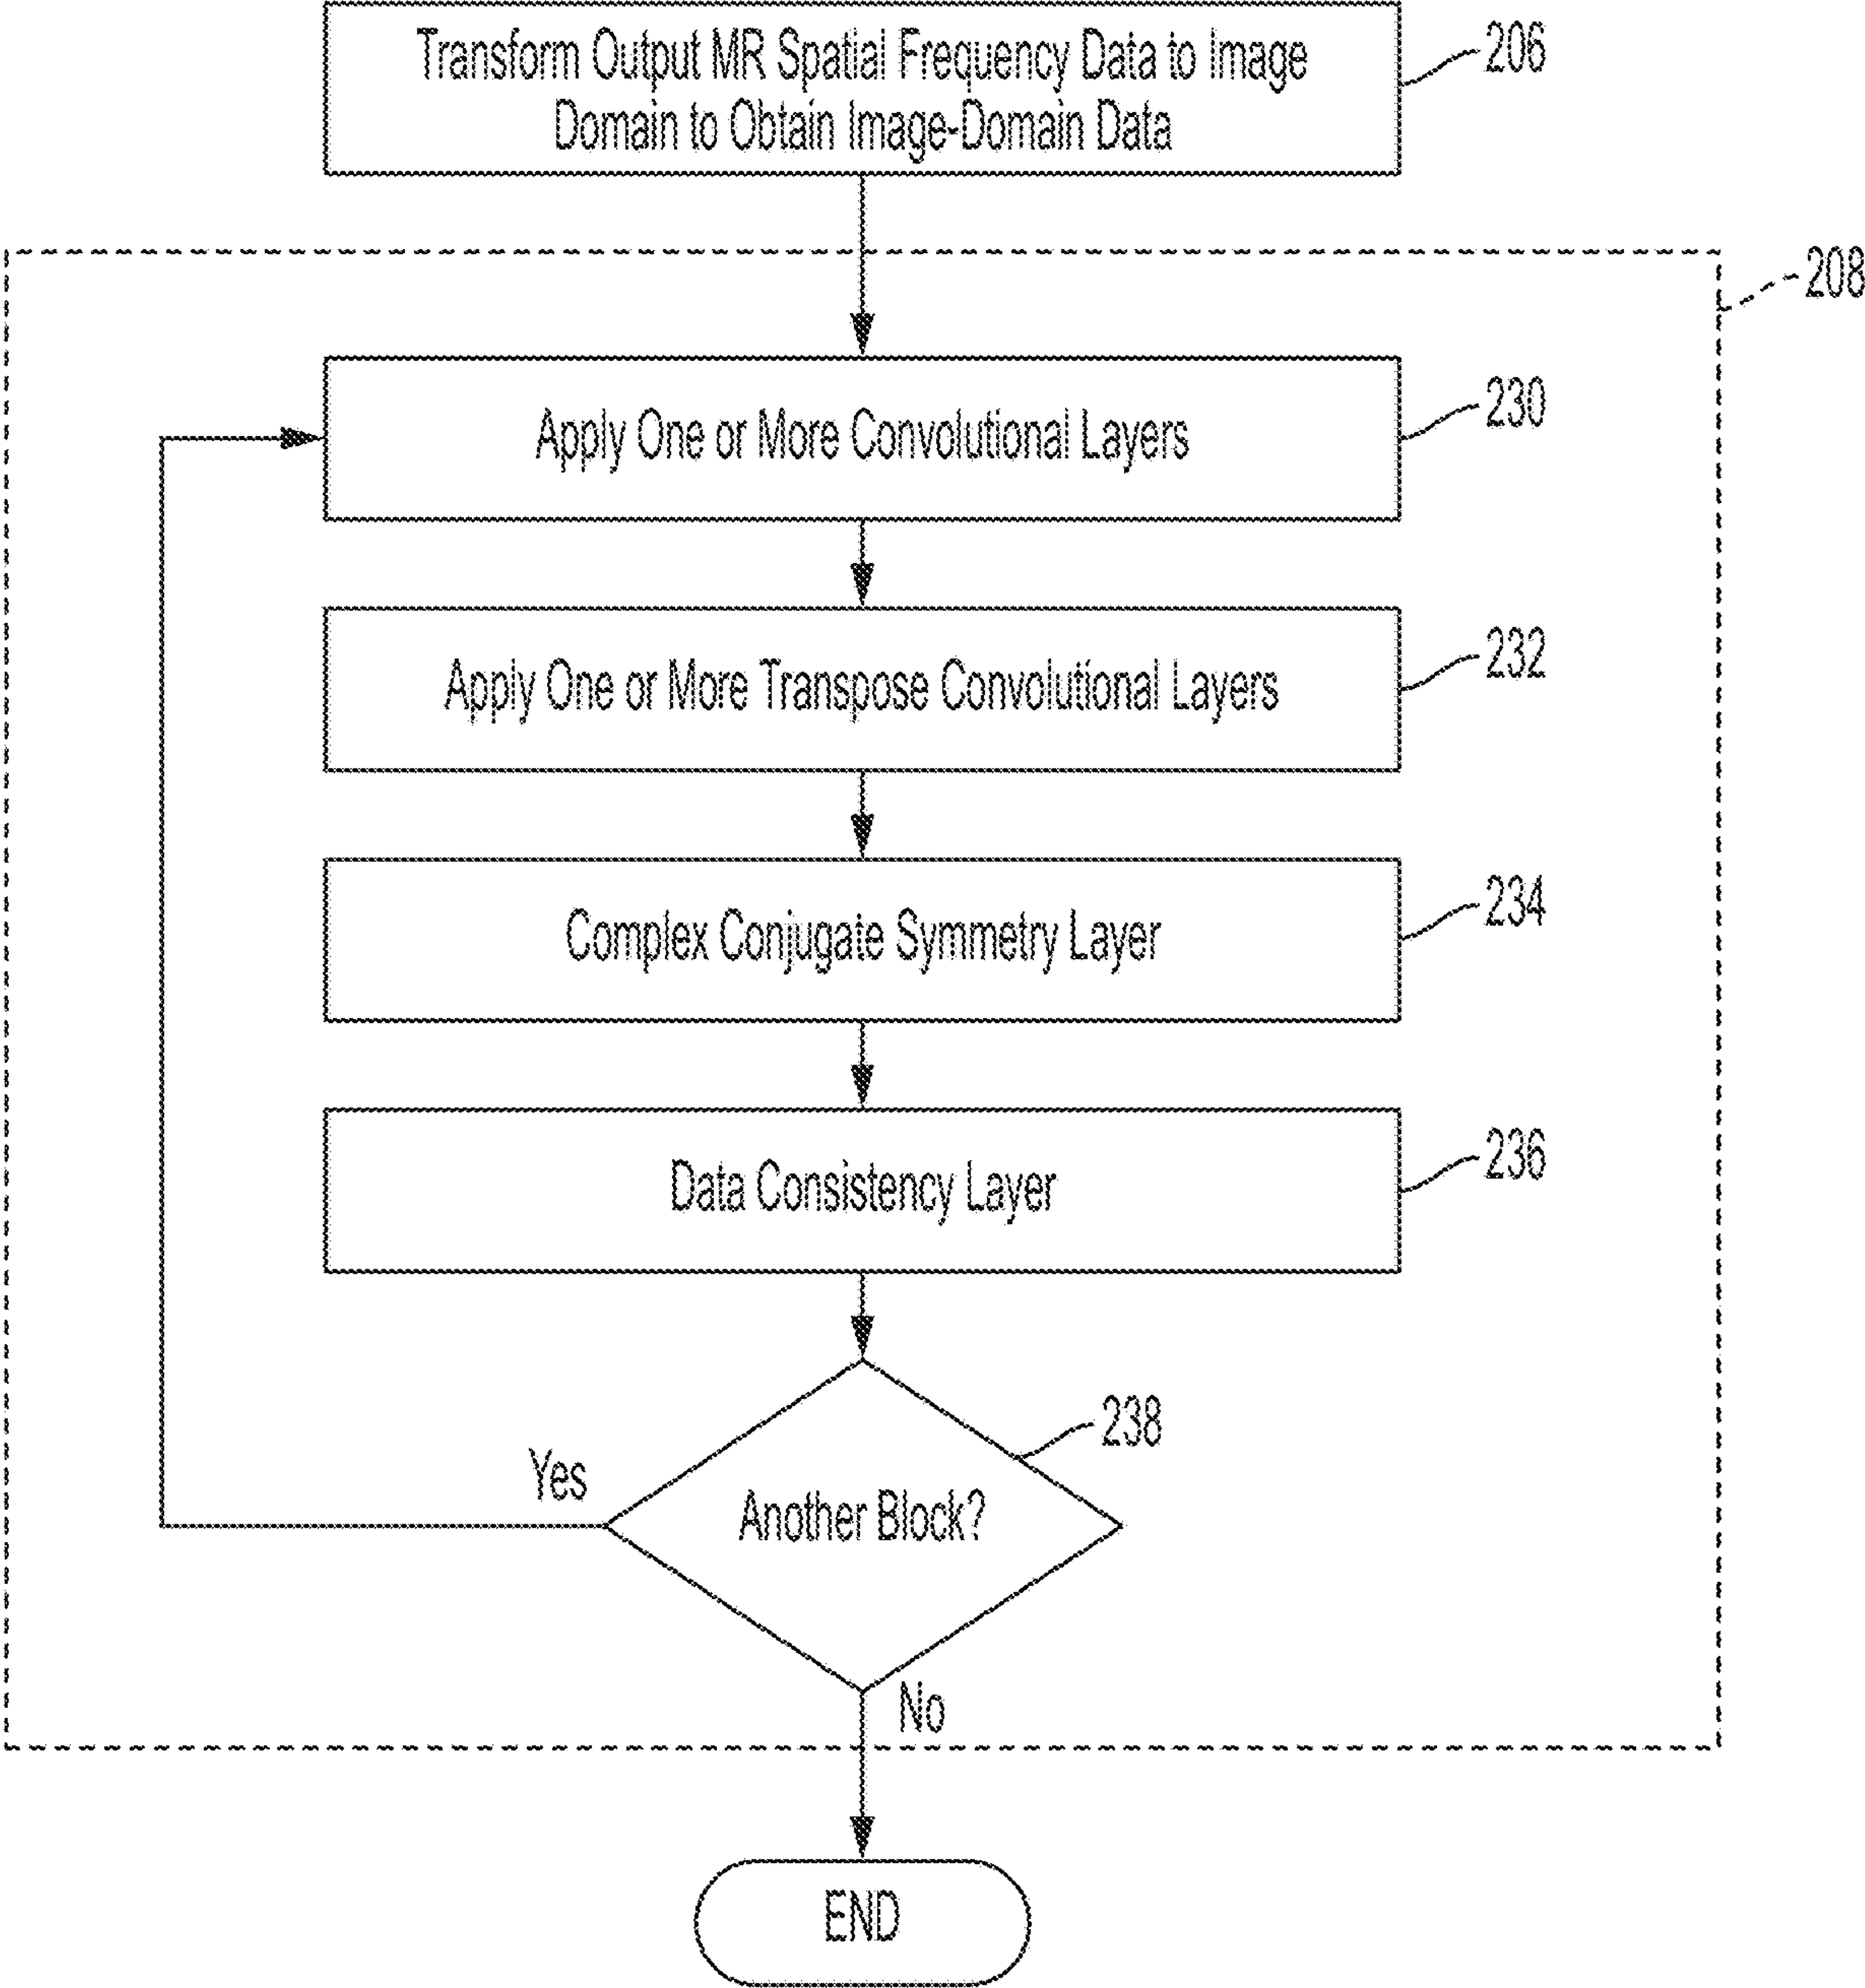 Transform Output MR Spatial Frequency Data to Image
Domain to Obtain Image-Domain Data
206
208
Apply One or More Convolutional Layers
230
Apply One or More Transpose Convolutional Layers
232
Complex Conjugate Symmetry Layer
234
Data Consistency Layer
236
238
Yes
Another Block?
No
END